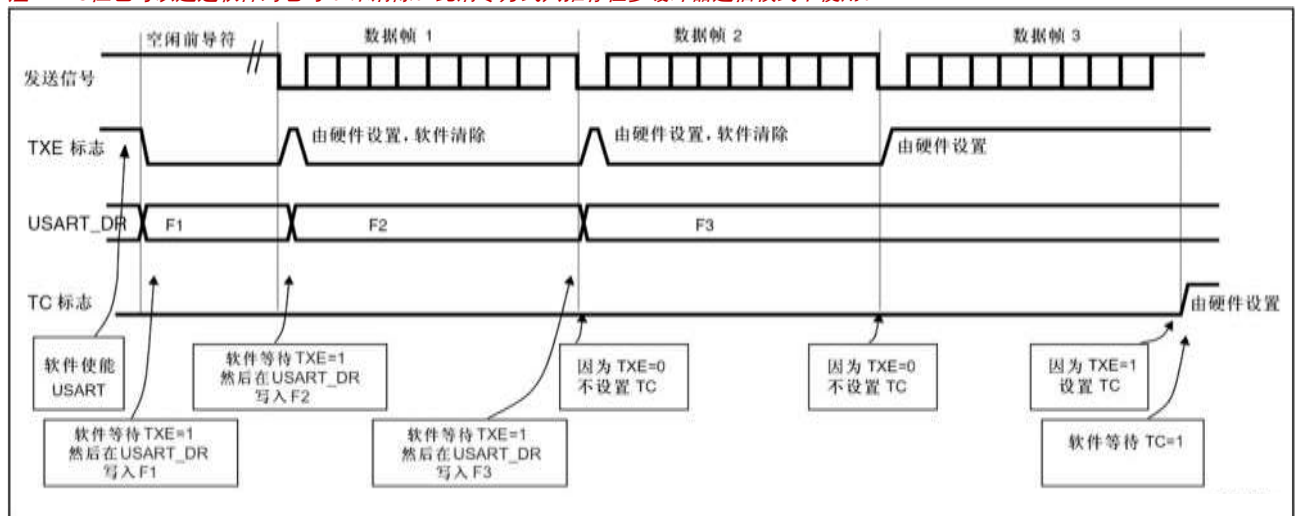 空闲前导符 数据帧 1 数据帧 2 数据帧 3
发送信号
TXE 标志 由硬件设置，软件清除 由硬件设置，软件清除 由硬件设置
USART_DR F1 F2 F3
TC 标志 由硬件设置
软件使能
USART
软件等待 TXE=1
然后在USART_DR
写入 F2
因为 TXE=0
不设置 TC
因为 TXE=0
不设置 TC
因为 TXE=1
设置 TC
软件等待TXE=1
然后在USART_DR
写入 F1
软件等待TXE=1
然后在USART_DR
写入 F3
软件等待 TC=1